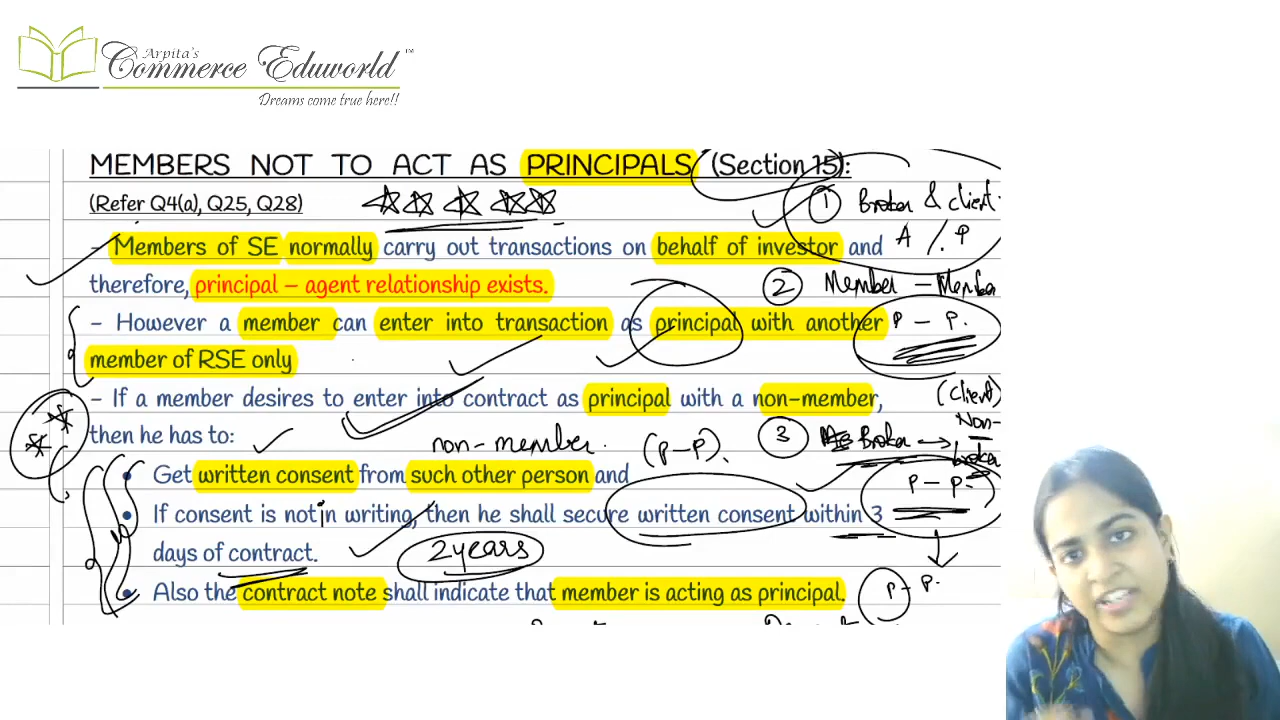 Arpita's
Commerce Eduworld™
Dreams come true here!!
MEMBERS NOT TO ACT AS PRINCIPALS (Section 15):
(Refer Q4(a), Q25, Q28)
① Broker & client.
A / P
- Members of SE normally carry out transactions on behalf of investor and
therefore, principal – agent relationship exists.
② Member - Member
- However a member can enter into transaction as principal with another
P - P.
member of RSE only
- If a member desires to enter into contract as principal with a non-member,
(Client)
then he has to:
non-member. (P-P).
③ Broker → Non-
broker
Get written consent from such other person and
P - P.
If consent is not in writing, then he shall secure written consent within 3
days of contract.
2 years
Also the contract note shall indicate that member is acting as principal.
P - P.